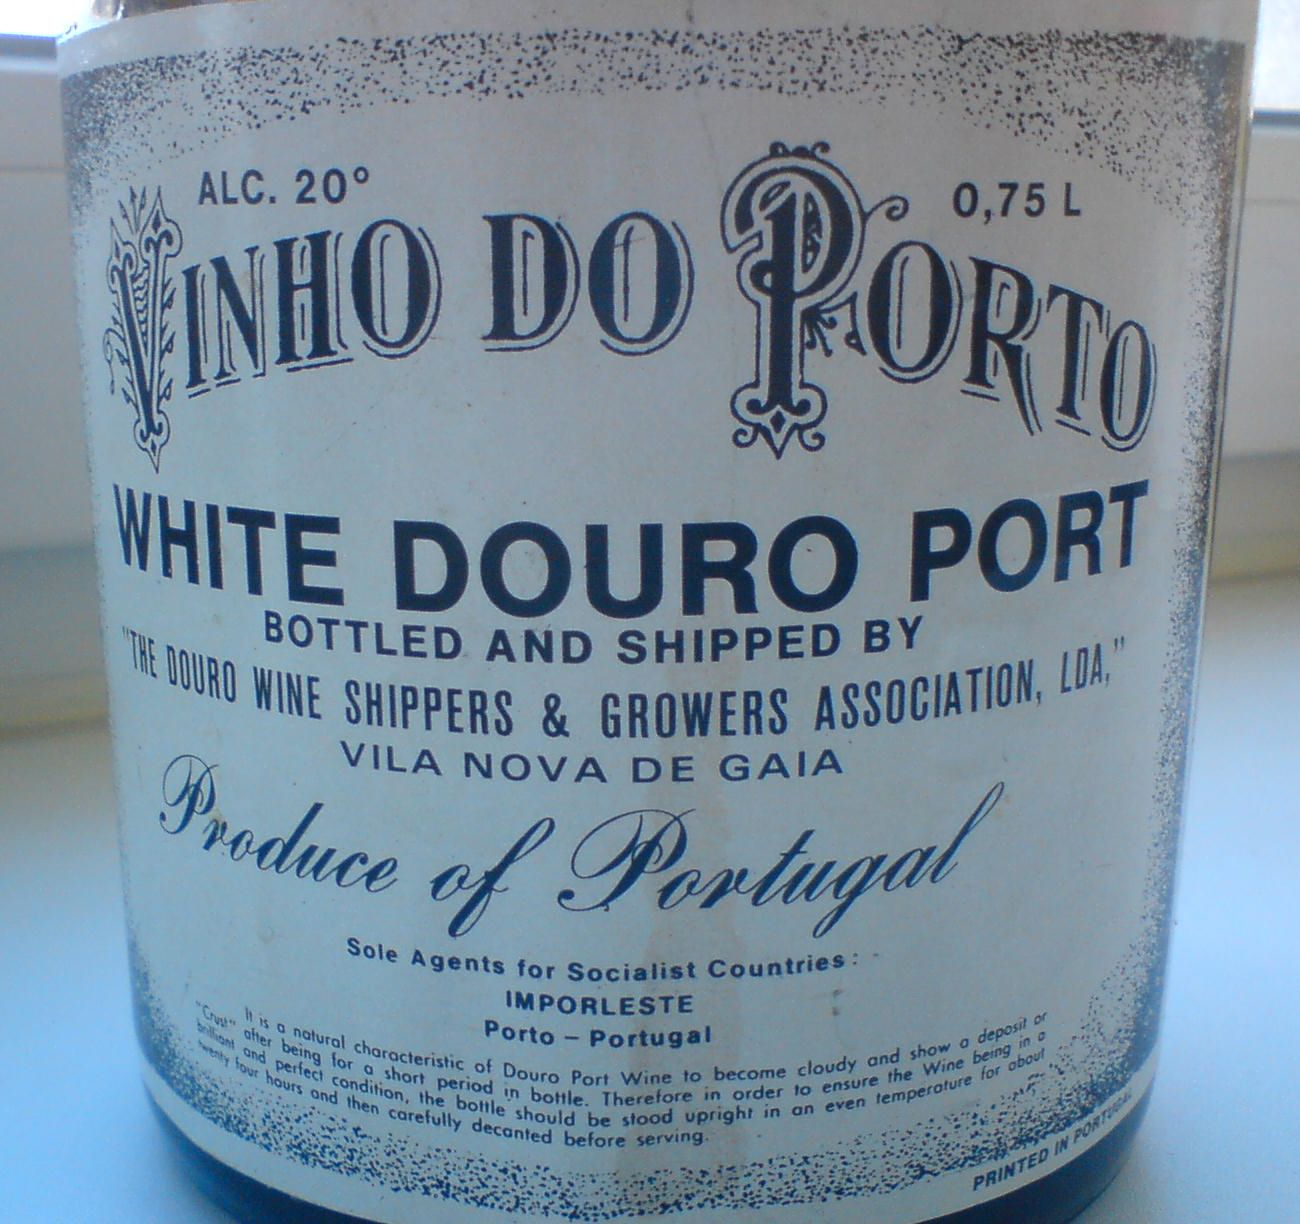 ALC. 20° 0,75 L
VINHO DO PORTO
WHITE DOURO PORT
BOTTLED AND SHIPPED BY
"THE DOURO WINE SHIPPERS & GROWERS ASSOCIATION, LDA,"
VILA NOVA DE GAIA
Produce of Portugal
Sole Agents for Socialist Countries:
IMPORLESTE
Porto – Portugal
It is a natural characteristic of Douro Port Wine to become cloudy and show a deposit or
"Crust" after being for a short period in bottle. Therefore in order to ensure the Wine being in a
brilliant and perfect condition, the bottle should be stood upright in an even temperature for about
twenty four hours and then carefully decanted before serving.
PRINTED IN PORTUGAL